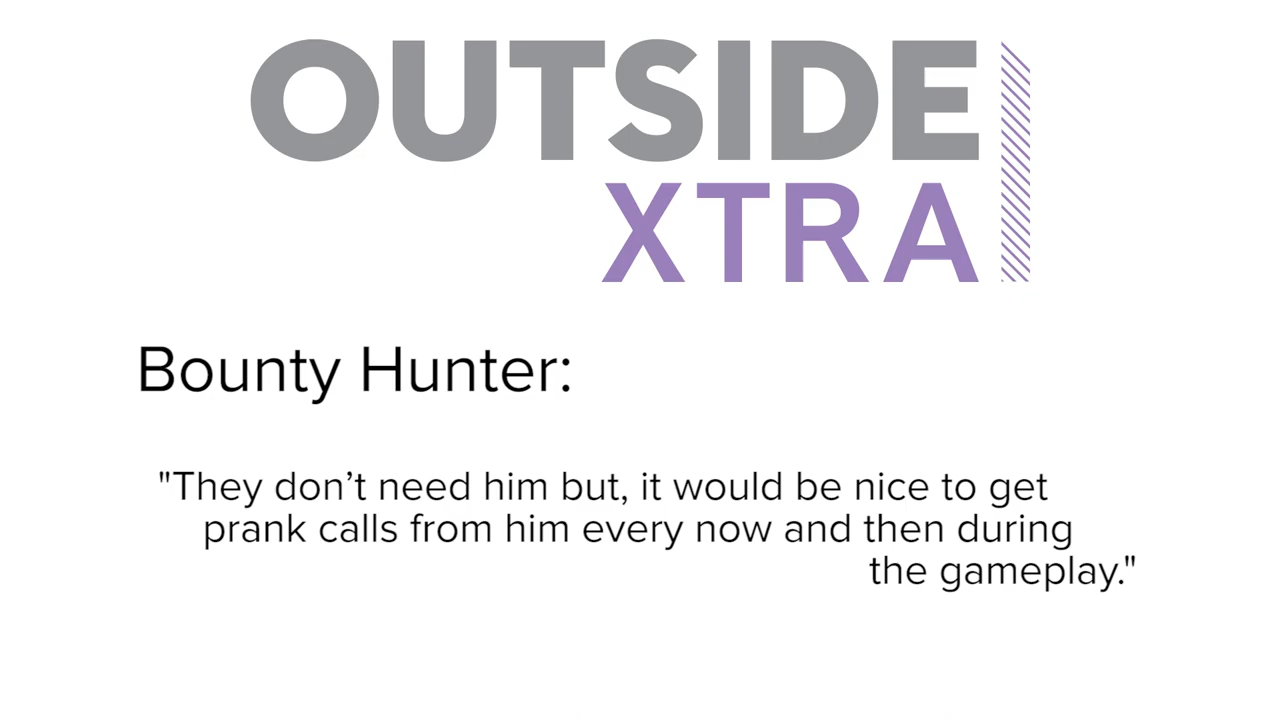 OUTSIDE
XTRA
Bounty Hunter:
"They don’t need him but, it would be nice to get
prank calls from him every now and then during
the gameplay."